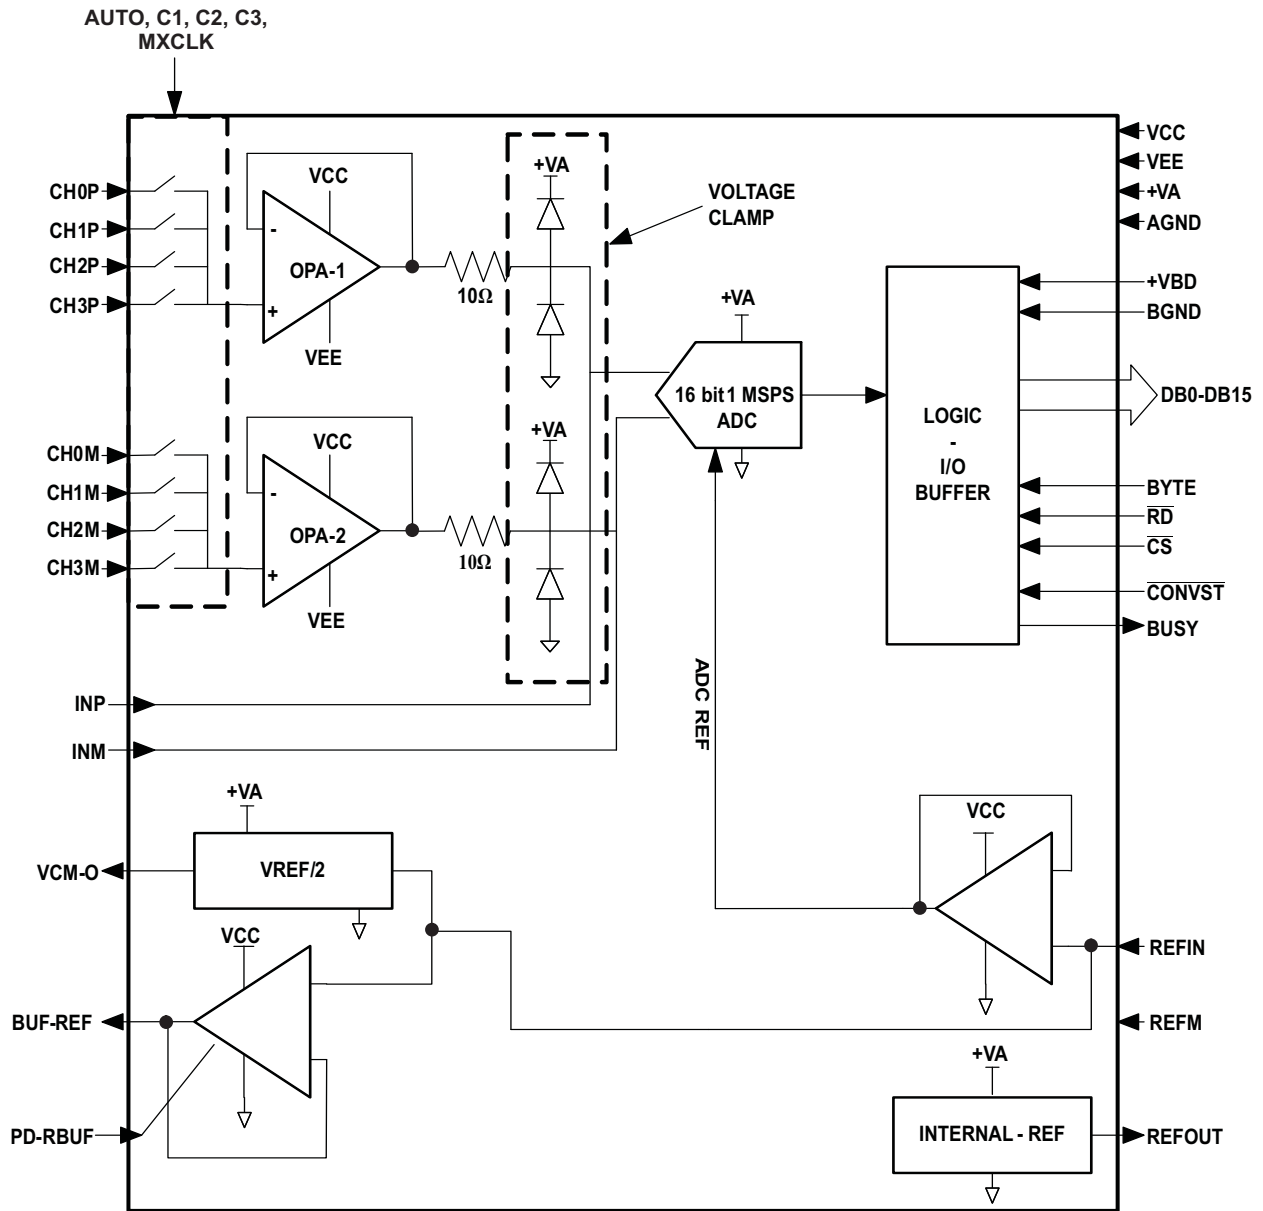 AUTO, C1, C2, C3,
MXCLK
CH0P
CH1P
CH2P
CH3P
VCC
-
OPA-1
+
VEE
10Ω
+VA
VOLTAGE
CLAMP
VCC
VEE
+VA
AGND
+VBD
BGND
DB0-DB15
BYTE
RD
CS
CONVST
BUSY
LOGIC
-
I/O
BUFFER
+VA
16 bit 1 MSPS
ADC
CH0M
CH1M
CH2M
CH3M
VCC
-
OPA-2
+
VEE
10Ω
+VA
INP
INM
ADC REF
+VA
VREF/2
VCM-O
VCC
BUF-REF
PD-RBUF
VCC
REFIN
REFM
+VA
INTERNAL - REF
REFOUT